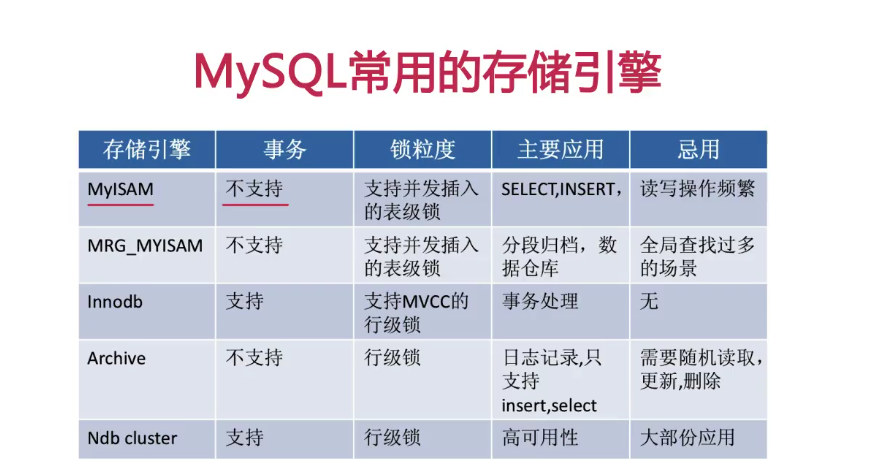 MySQL常用的存储引擎
存储引擎 事务 锁粒度 主要应用 忌用
MyISAM 不支持 支持并发插入的表级锁 SELECT,INSERT， 读写操作频繁
MRG_MYISAM 不支持 支持并发插入的表级锁 分段归档，数据仓库 全局查找过多的场景
Innodb 支持 支持MVCC的行级锁 事务处理 无
Archive 不支持 行级锁 日志记录,只支持insert,select 需要随机读取，更新,删除
Ndb cluster 支持 行级锁 高可用性 大部份应用